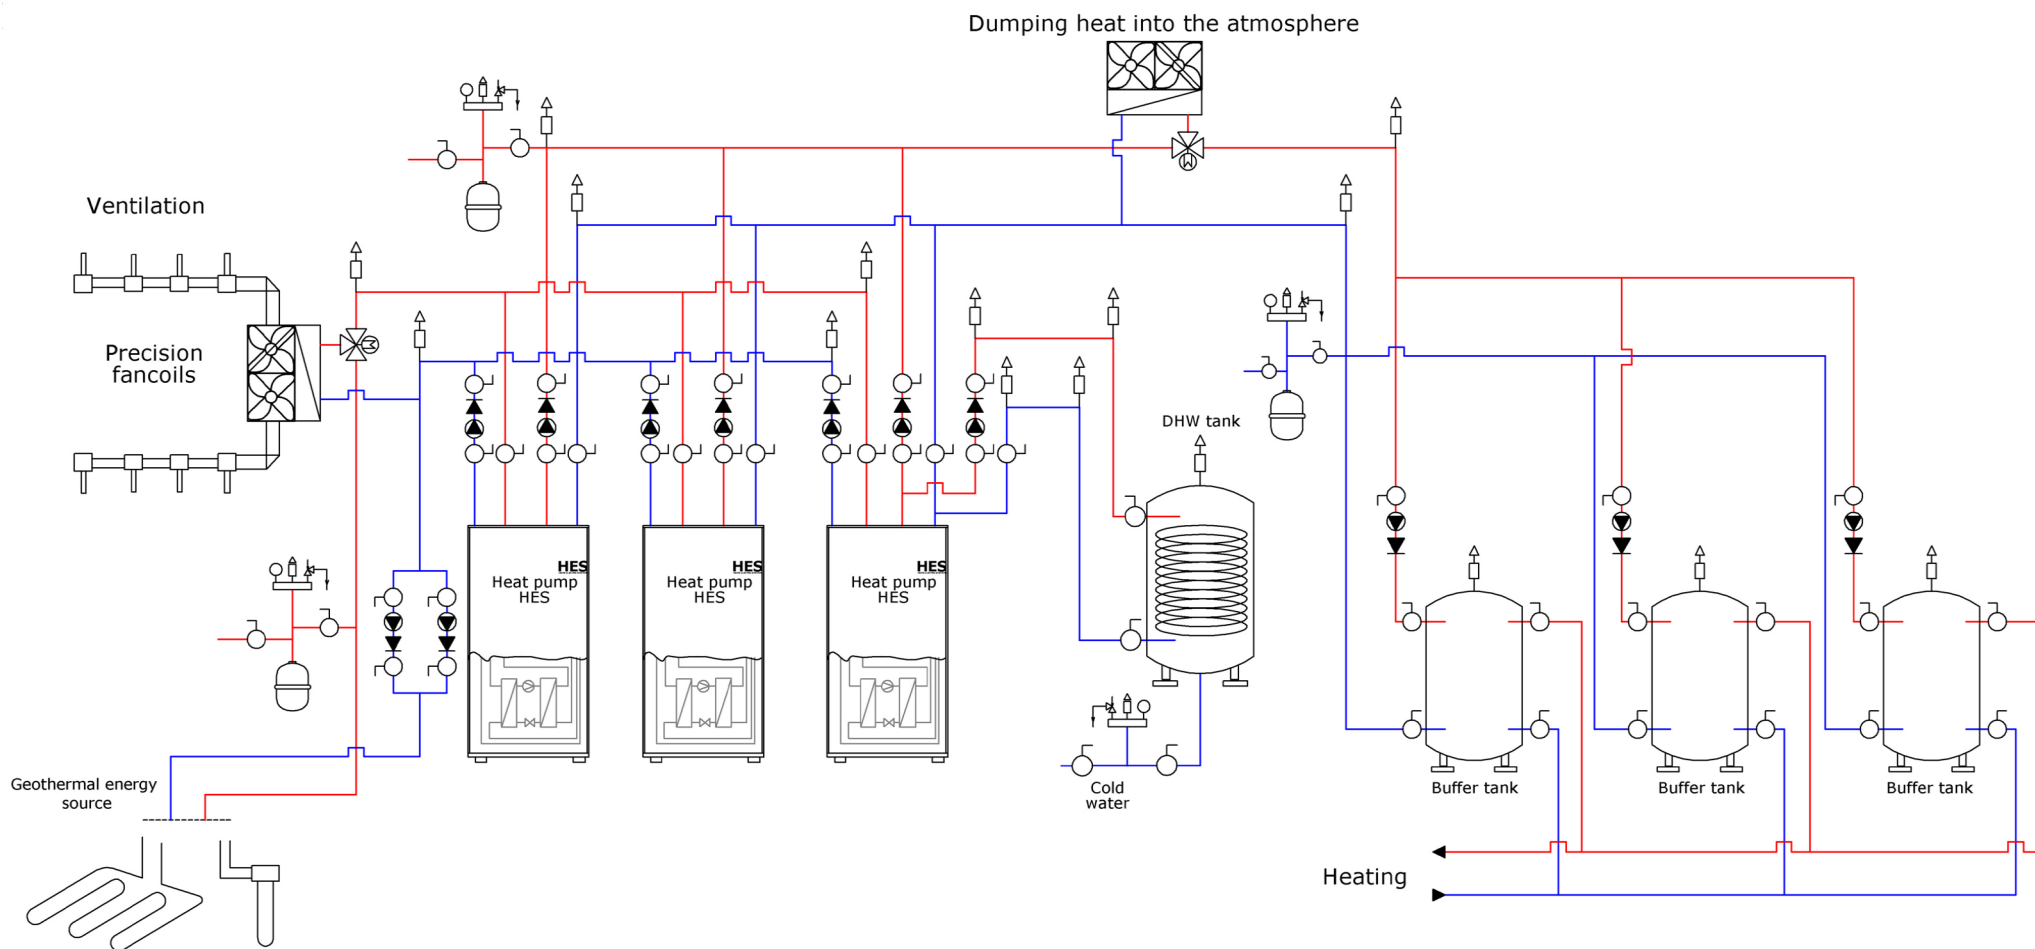 Dumping heat into the atmosphere
Ventilation
Precision
fancoils
DHW tank
HES
Heat pump
HES
HES
Heat pump
HES
HES
Heat pump
HES
Geothermal energy
source
Cold
water
Buffer tank
Buffer tank
Buffer tank
Heating